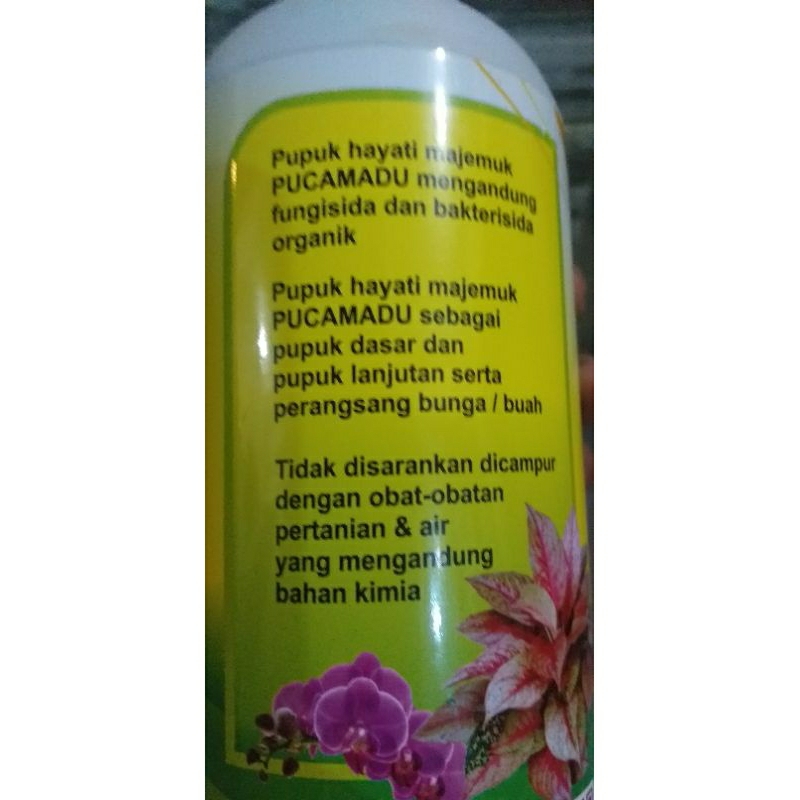 Pupuk hayati majemuk
PUCAMADU mengandung
fungisida dan bakterisida
organik
Pupuk hayati majemuk
PUCAMADU sebagai
pupuk dasar dan
pupuk lanjutan serta
perangsang bunga / buah
Tidak disarankan dicampur
dengan obat-obatan
pertanian & air
yang mengandung
bahan kimia